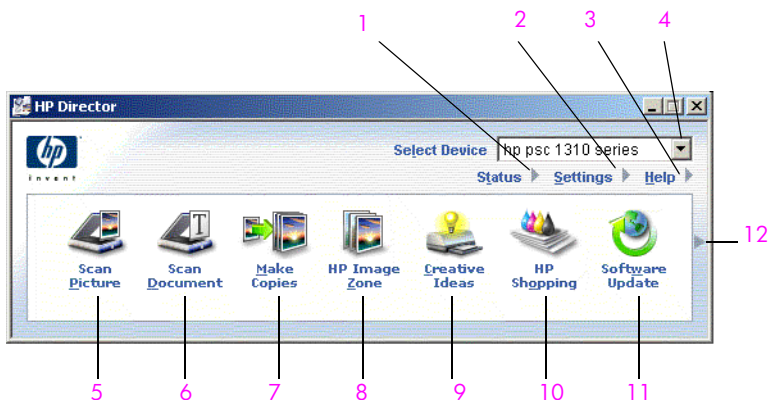 1 2 3 4
HP Director
hp
invent
Select Device hp psc 1310 series
Status Settings Help
12
Scan Picture
Scan Document
Make Copies
HP Image Zone
Creative Ideas
HP Shopping
Software Update
5 6 7 8 9 10 11